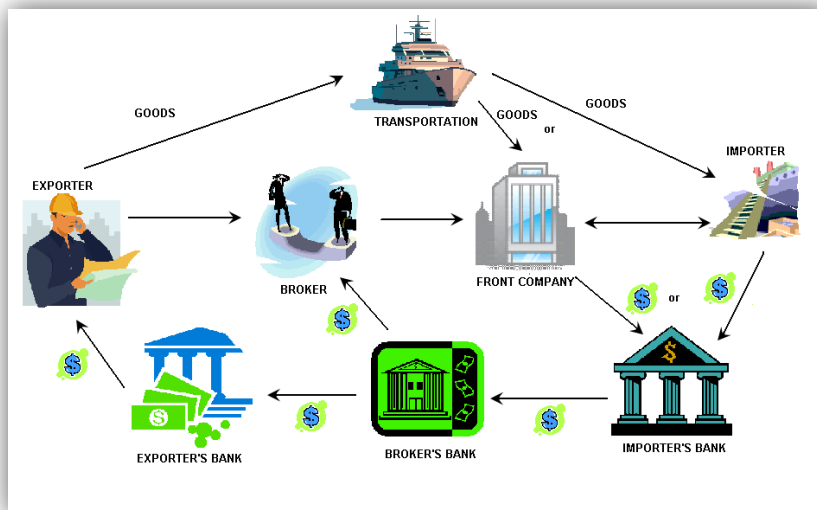 GOODS
TRANSPORTATION
GOODS
or
GOODS
IMPORTER
EXPORTER
BROKER
FRONT COMPANY
$
$
or
$
$
$
$
$
$
EXPORTER'S BANK
BROKER'S BANK
IMPORTER'S BANK